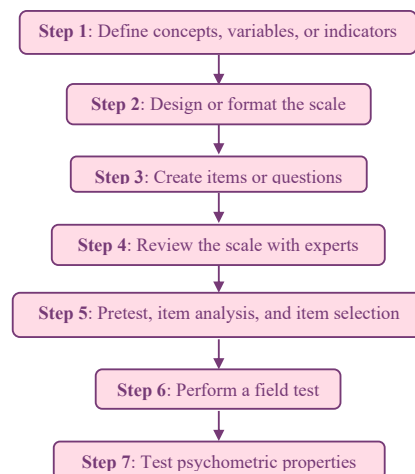 Step 1: Define concepts, variables, or indicators
Step 2: Design or format the scale
Step 3: Create items or questions
Step 4: Review the scale with experts
Step 5: Pretest, item analysis, and item selection
Step 6: Perform a field test
Step 7: Test psychometric properties